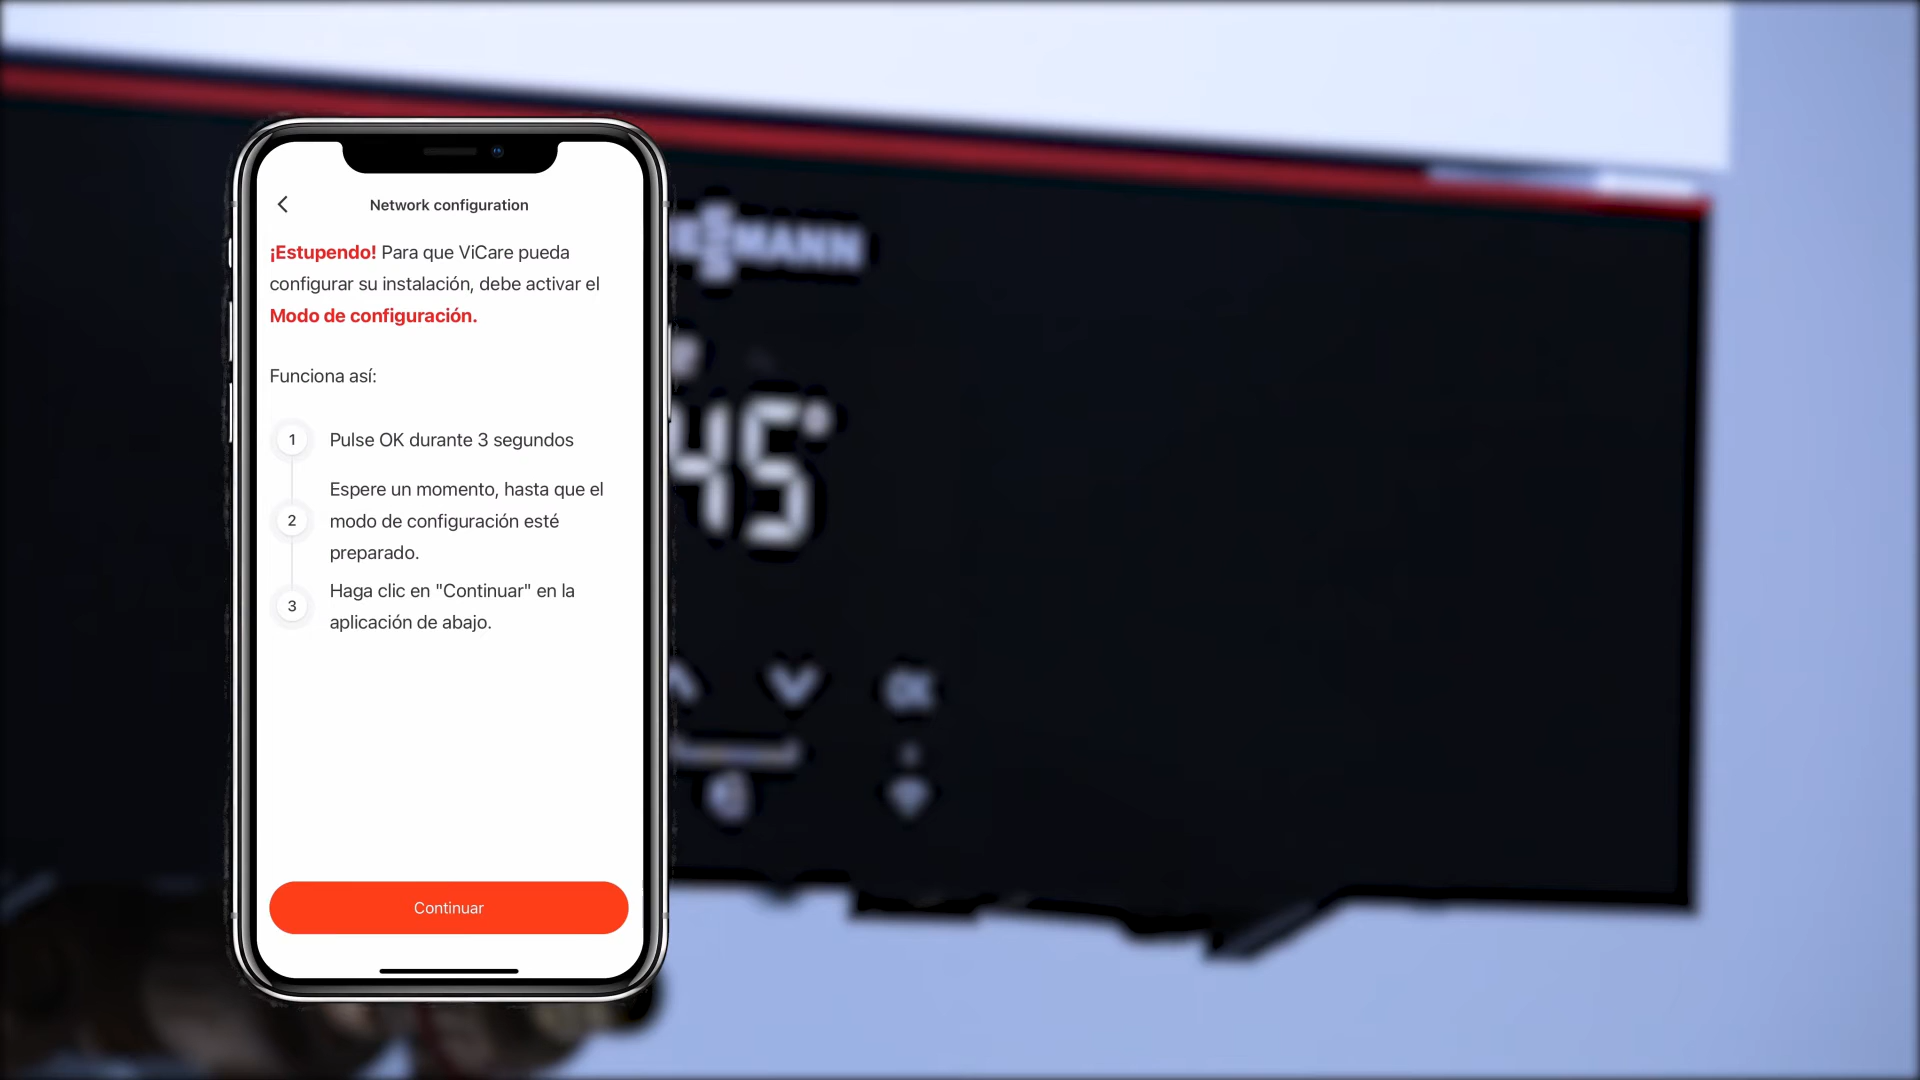 Network configuration
¡Estupendo! Para que ViCare pueda
configurar su instalación, debe activar el
Modo de configuración.
Funciona así:
1 Pulse OK durante 3 segundos
Espere un momento, hasta que el
2 modo de configuración esté
preparado.
Haga clic en "Continuar" en la
3
aplicación de abajo.
Continuar
MANN
45°
OK